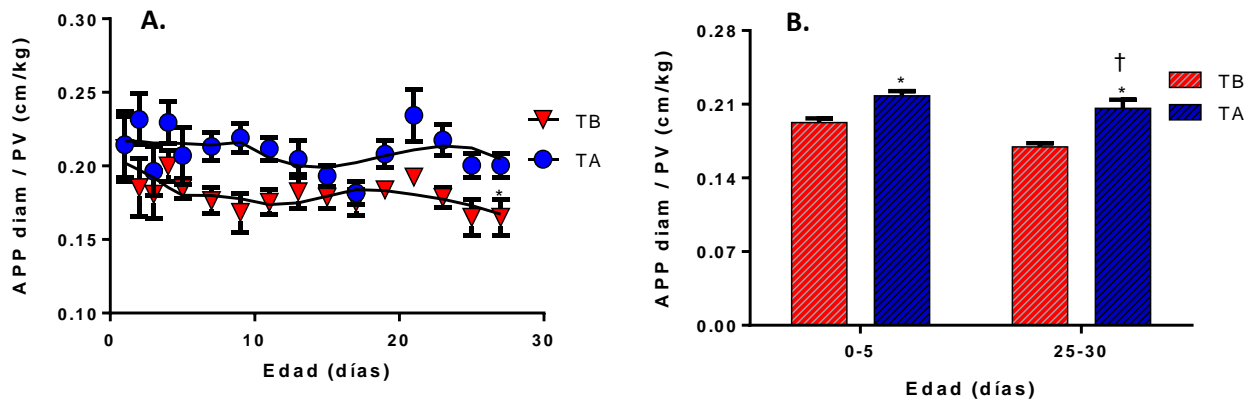 A.
APP diam / PV (cm/kg)
0.30
0.25
0.20
0.15
0.10
0
10
20
30
Edad (días)
*
TB
TA
B.
APP diam / PV (cm/kg)
0.28
0.21
0.14
0.07
0.00
*
†
*
0-5
25-30
Edad (días)
TB
TA